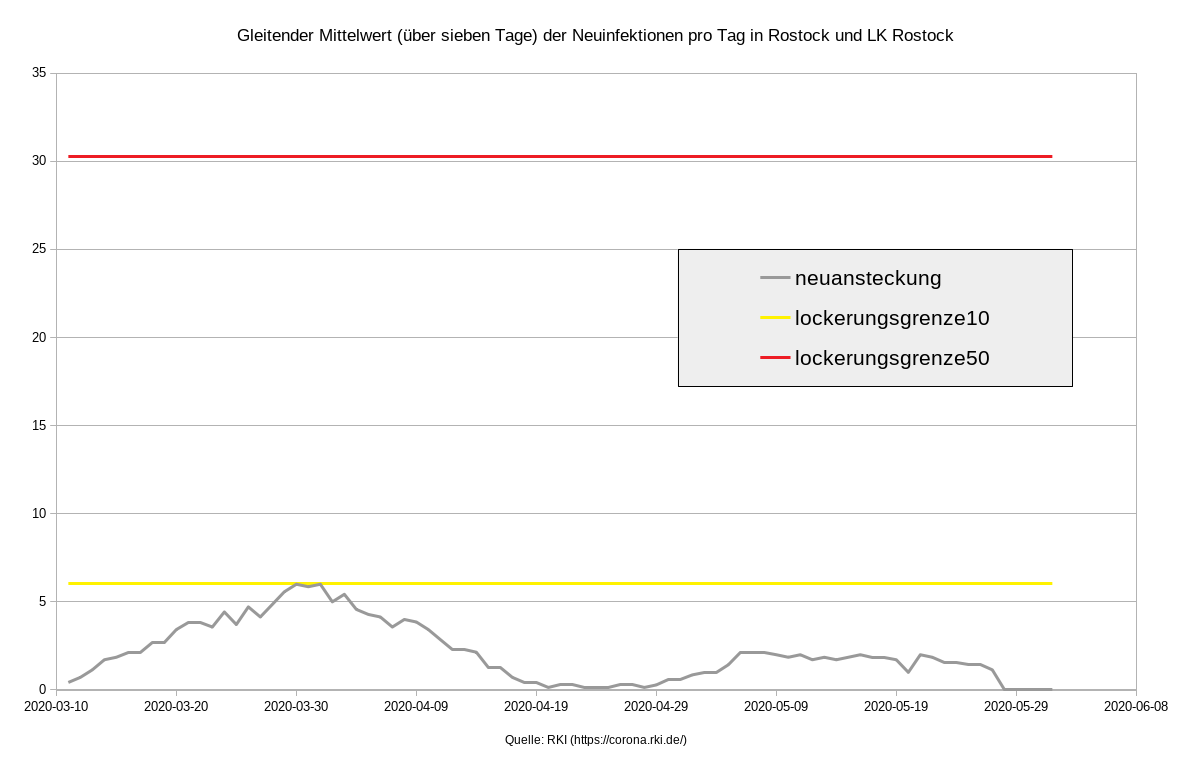 Gleitender Mittelwert (über sieben Tage) der Neuinfektionen pro Tag in Rostock und LK Rostock
35
30
25
20
15
10
5
0
neuansteckung
lockerungsgrenze10
lockerungsgrenze50
2020-03-10 2020-03-20 2020-03-30 2020-04-09 2020-04-19 2020-04-29 2020-05-09 2020-05-19 2020-05-29 2020-06-08
Quelle: RKI (https://corona.rki.de/)